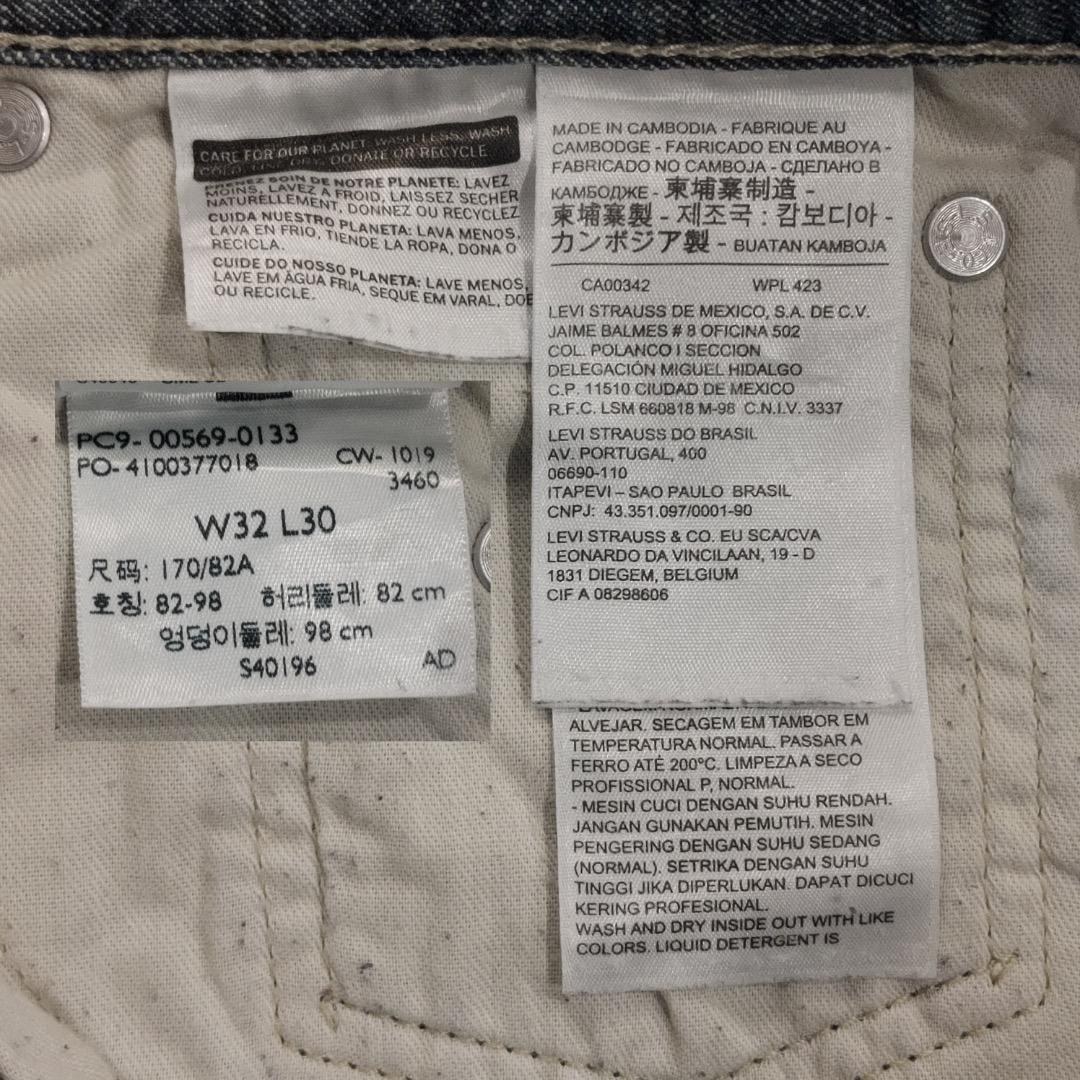 CARE FOR OUR PLANET: WASH LESS, WASH
COLD, LINE DRY, DONATE OR RECYCLE
PRENEZ SOIN DE NOTRE PLANETE: LAVEZ
MOINS, LAVEZ A FROID, LAISSEZ SECHER
NATURELLEMENT, DONNEZ OU RECYCLEZ
CUIDA NUESTRO PLANETA: LAVA MENOS,
LAVA EN FRIO, TIENDE LA ROPA, DONA O
RECICLA.
CUIDE DO NOSSO PLANETA: LAVE MENOS,
LAVE EM ÁGUA FRIA, SEQUE EM VARAL, DOE
OU RECICLE.
MADE IN CAMBODIA - FABRIQUE AU
CAMBODGE - FABRICADO EN CAMBOYA -
FABRICADO NO CAMBOJA - СДЕЛАНО В
КАМБОДЖЕ - 柬埔寨制造 -
柬埔寨製 - 제조국 : 캄보디아 -
カンボジア製 - BUATAN KAMBOJA
CA00342 WPL 423
LEVI STRAUSS DE MEXICO, S.A. DE C.V.
JAIME BALMES # 8 OFICINA 502
COL. POLANCO I SECCION
DELEGACIÓN MIGUEL HIDALGO
C.P. 11510 CIUDAD DE MEXICO
R.F.C. LSM 660818 M-98 C.N.I.V. 3337
LEVI STRAUSS DO BRASIL
AV. PORTUGAL, 400
06690-110
ITAPEVI – SAO PAULO BRASIL
CNPJ: 43.351.097/0001-90
LEVI STRAUSS & CO. EU SCA/CVA
LEONARDO DA VINCILAAN, 19 - D
1831 DIEGEM, BELGIUM
CIF A 08298606
PC9- 00569-0133
PO- 4100377018 CW- 1019
3460
W32 L30
尺码: 170/82A
호칭: 82-98 허리둘레: 82 cm
엉덩이둘레: 98 cm
S40196 AD
ALVEJAR. SECAGEM EM TAMBOR EM
TEMPERATURA NORMAL. PASSAR A
FERRO ATÉ 200°C. LIMPEZA A SECO
PROFISSIONAL P, NORMAL.
- MESIN CUCI DENGAN SUHU RENDAH.
JANGAN GUNAKAN PEMUTIH. MESIN
PENGERING DENGAN SUHU SEDANG
(NORMAL). SETRIKA DENGAN SUHU
TINGGI JIKA DIPERLUKAN. DAPAT DICUCI
KERING PROFESIONAL.
WASH AND DRY INSIDE OUT WITH LIKE
COLORS. LIQUID DETERGENT IS